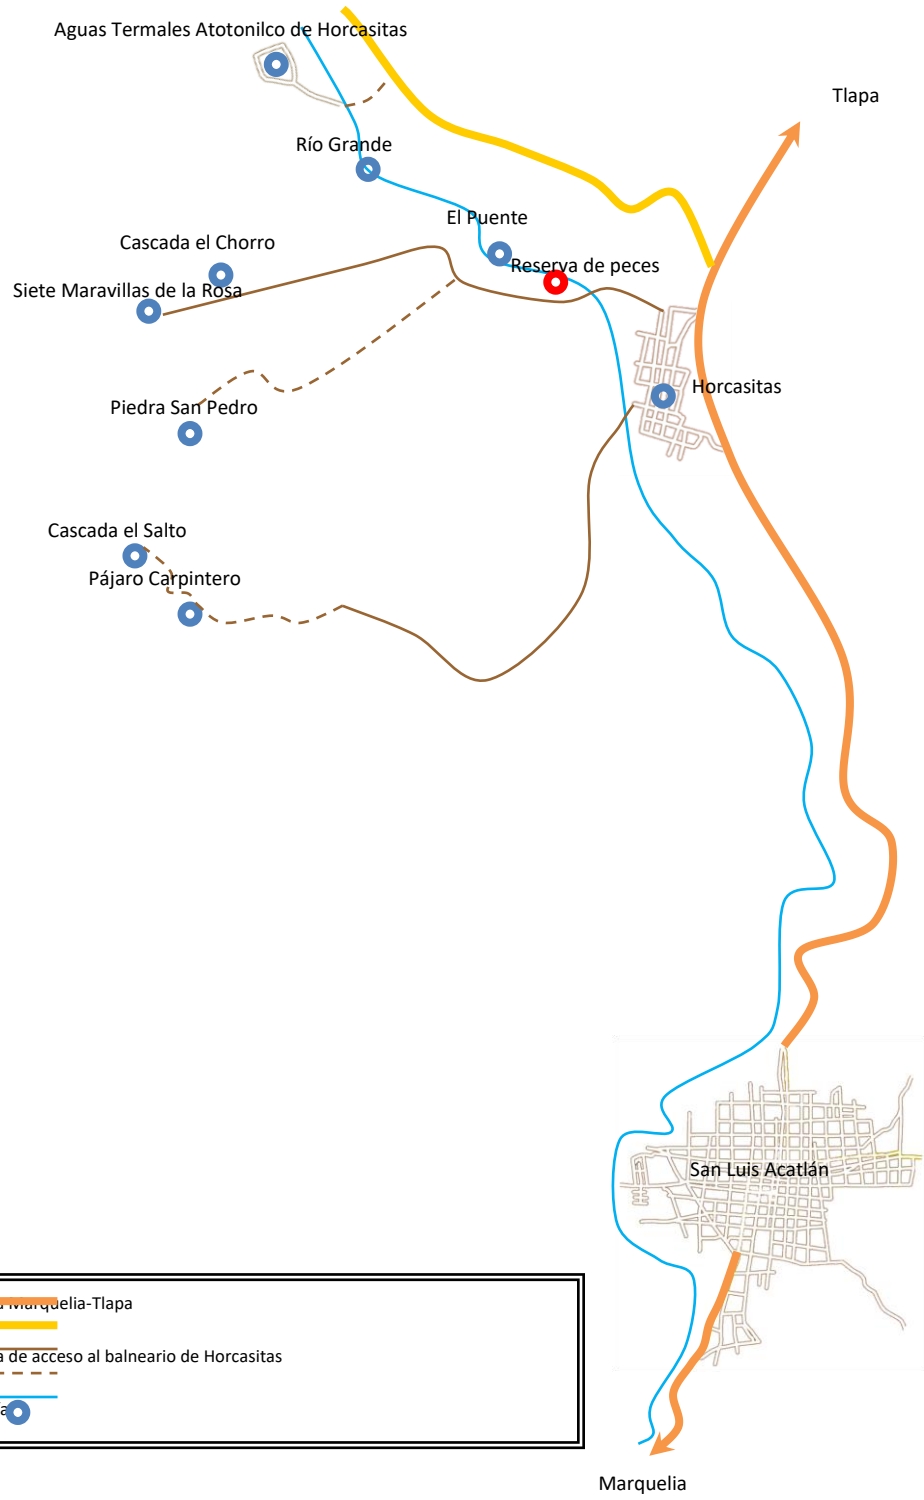 Aguas Termales Atotonilco de Horcasitas
Tlapa
Río Grande
El Puente
Cascada el Chorro
Reserva de peces
Siete Maravillas de la Rosa
Horcasitas
Piedra San Pedro
Cascada el Salto
Pájaro Carpintero
San Luis Acatlán
Marquelia-Tlapa
de acceso al balneario de Horcasitas
Marquelia